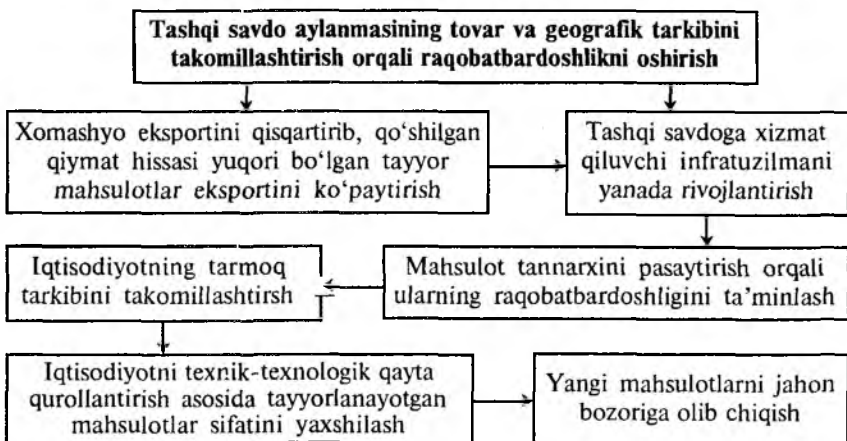 Tashqi savdo aylanmasining tovar va geografik tarkibini
takomillashtirish orqali raqobatbardoshlikni oshirish
Xomashyo eksportini qisqartirib, qo‘shilgan
qiymat hissasi yuqori bo‘lgan tayyor
mahsulotlar eksportini ko‘paytirish
Tashqi savdoga xizmat
qiluvchi infratuzilmani
yanada rivojlantirish
Iqtisodiyotning tarmoq
tarkibini takomillashtirsh
Mahsulot tannarxini pasaytirish orqali
ularning raqobatbardoshligini ta’minlash
Iqtisodiyotni texnik-texnologik qayta
qurollantirish asosida tayyorlanayotgan
mahsulotlar sifatini yaxshilash
Yangi mahsulotlarni jahon
bozoriga olib chiqish